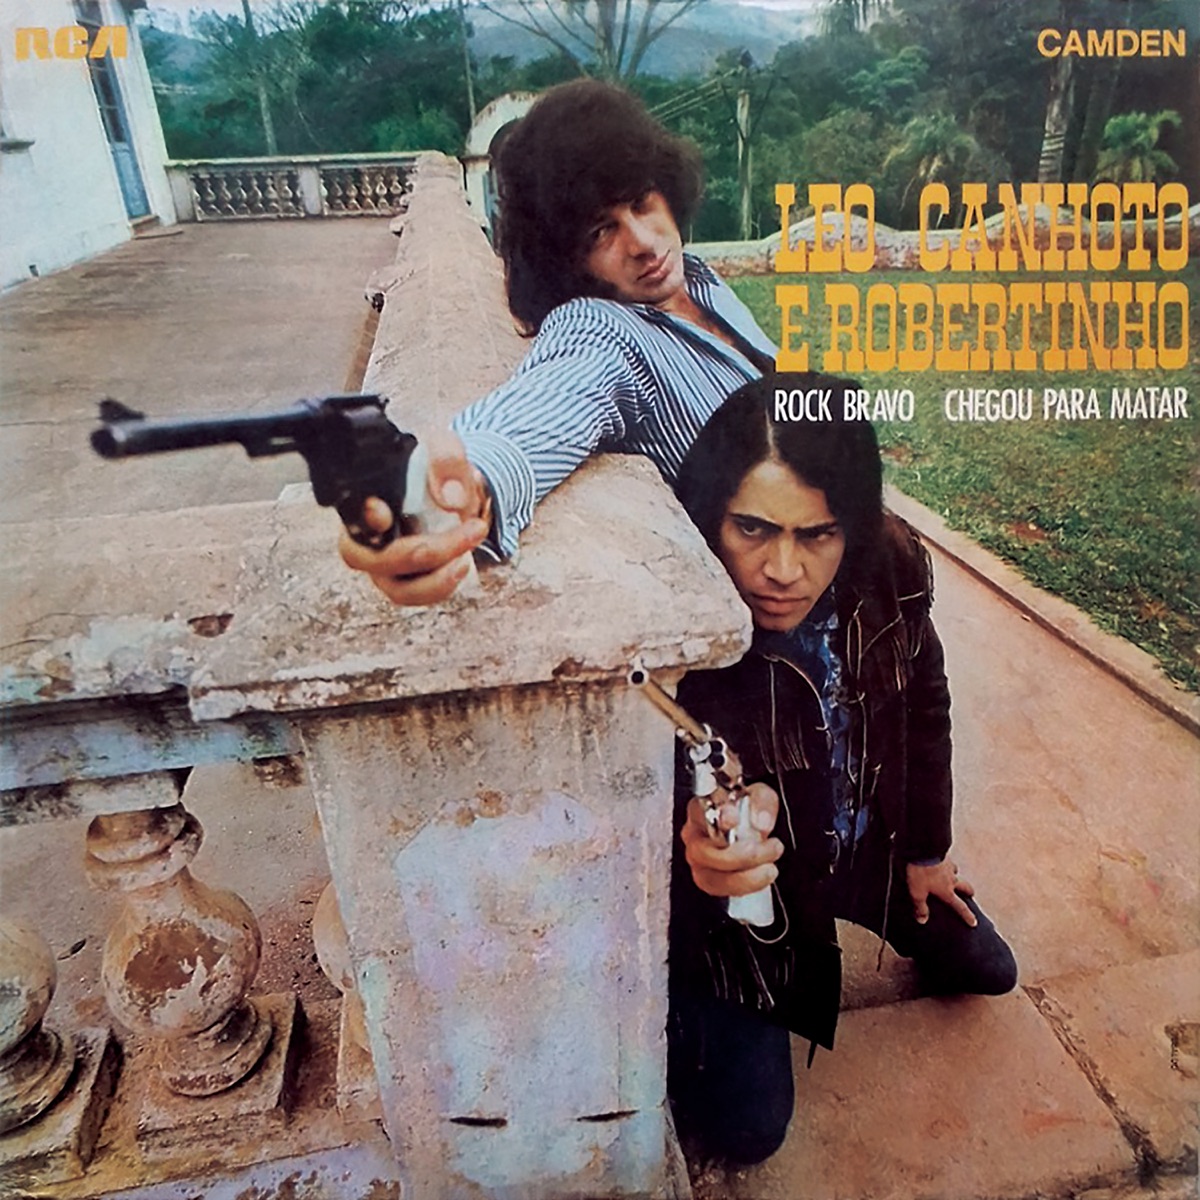 RCA
CAMDEN
LEO CANHOTO
E ROBERTINHO
ROCK BRAVO CHEGOU PARA MATAR